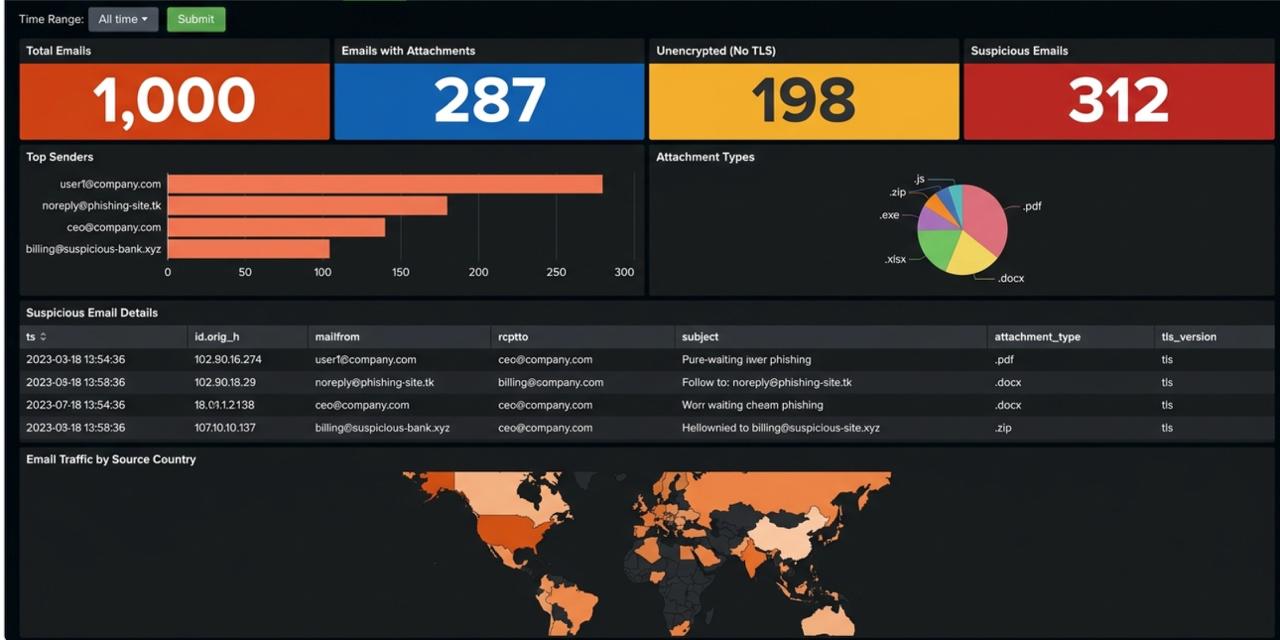 Time Range: All time Submit
Total Emails Emails with Attachments Unencrypted (No TLS) Suspicious Emails
1,000 287 198 312
Top Senders Attachment Types
user1@company.com
noreply@phishing-site.tk
ceo@company.com
billing@suspicious-bank.xyz
0 50 100 150 200 250 300
.js
.zip
.pdf
.exe
.xlsx
.docx
Suspicious Email Details
ts id.orig_h mailfrom rcptto subject attachment_type tls_version
2023-03-18 13:54:36 102.90.16.274 user1@company.com ceo@company.com Pure-waiting iwer phishing .pdf tls
2023-03-18 13:58:36 102.90.18.29 noreply@phishing-site.tk billing@company.com Follow to: noreply@phishing-site.tk .docx tls
2023-07-18 13:54:36 ceo@company.com ceo@company.com Worr waiting cheam phishing .docx tls
2023-03-18 13:58:36 107.10.10.137 billing@suspicious-bank.xyz ceo@company.com Hellownied to billing@suspicious-site.xyz .zip tls
Email Traffic by Source Country